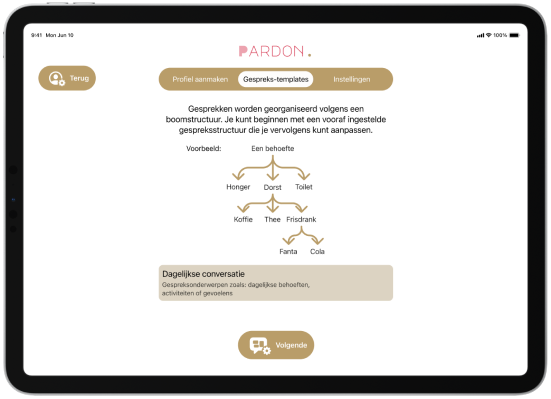 9:41 Mon Jun 10
100%
PARDON.
Terug
Profiel aanmaken Gespreks-templates Instellingen
Gesprekken worden georganiseerd volgens een
boomstructuur. Je kunt beginnen met een vooraf ingestelde
gespreksstructuur die je vervolgens kunt aanpassen.
Voorbeeld: Een behoefte
Honger Dorst Toilet
Koffie Thee Frisdrank
Fanta Cola
Dagelijkse conversatie
Gespreksonderwerpen zoals: dagelijkse behoeften,
activiteiten of gevoelens
Volgende